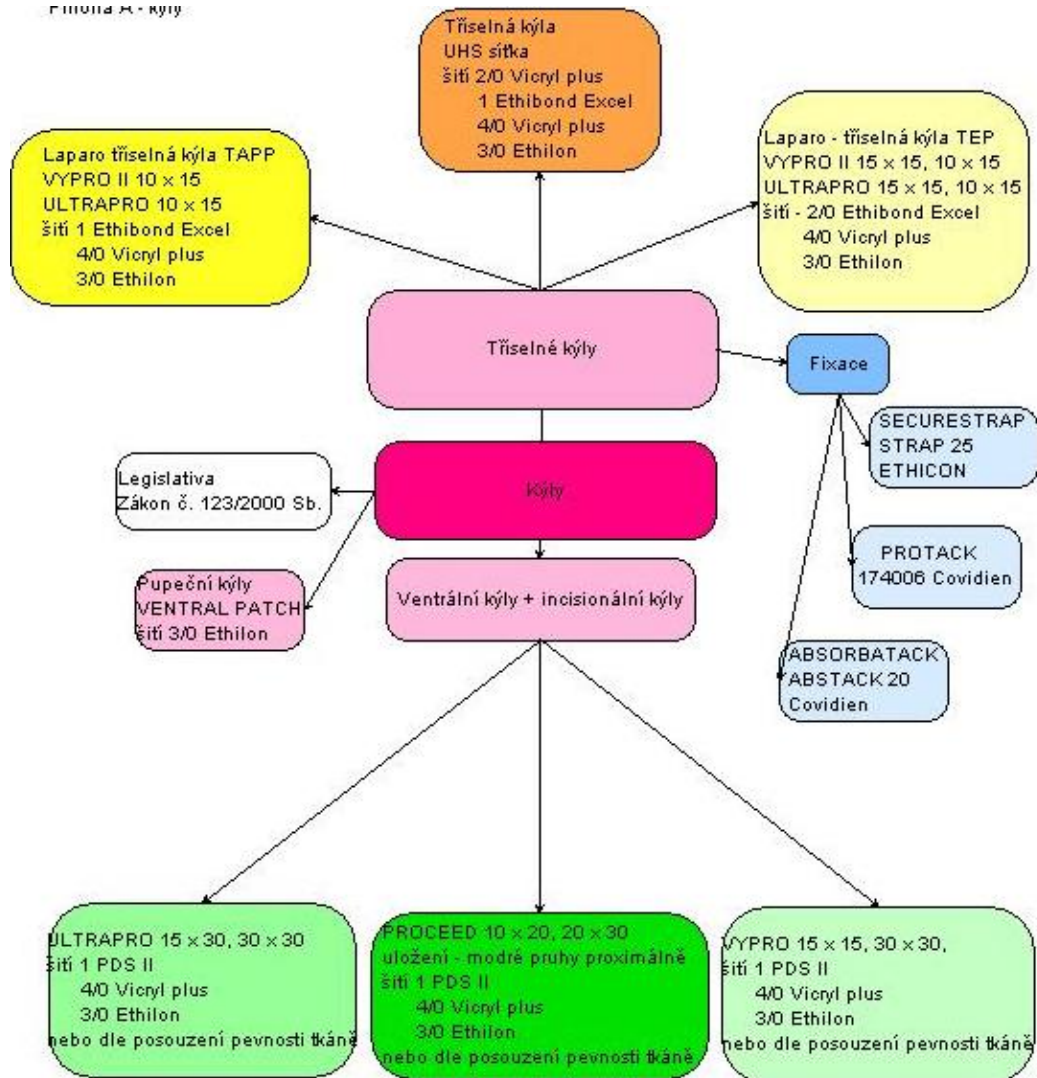 Příloha A - kýly
Tříselná kýla
UHS síťka
šití 2/0 Vicryl plus
1 Ethibond Excel
4/0 Vicryl plus
3/0 Ethilon
Laparo tříselná kýla TAPP
VYPRO II 10 x 15
ULTRAPRO 10 x 15
šití 1 Ethibond Excel
4/0 Vicryl plus
3/0 Ethilon
Laparo - tříselná kýla TEP
VYPRO II 15 x 15, 10 x 15
ULTRAPRO 15 x 15, 10 x 15
šití - 2/0 Ethibond Excel
4/0 Vicryl plus
3/0 Ethilon
Tříselné kýly
Fixace
SECURESTRAP
STRAP 25
ETHICON
PROTACK
174006 Covidien
ABSORBATACK
ABSTACK 20
Covidien
Kýly
Legislativa
Zákon č. 123/2000 Sb.
Pupeční kýly
VENTRAL PATCH
šití 3/0 Ethilon
Ventrální kýly + incisionální kýly
ULTRAPRO 15 x 30, 30 x 30
šití 1 PDS II
4/0 Vicryl plus
3/0 Ethilon
nebo dle posouzení pevnosti tkáně
PROCEED 10 x 20, 20 x 30
uložení - modré pruhy proximálně
šití 1 PDS II
4/0 Vicryl plus
3/0 Ethilon
nebo dle posouzení pevnosti tkáně
VYPRO 15 x 15, 30 x 30,
šití 1 PDS II
4/0 Vicryl plus
3/0 Ethilon
nebo dle posouzení pevnosti tkáně